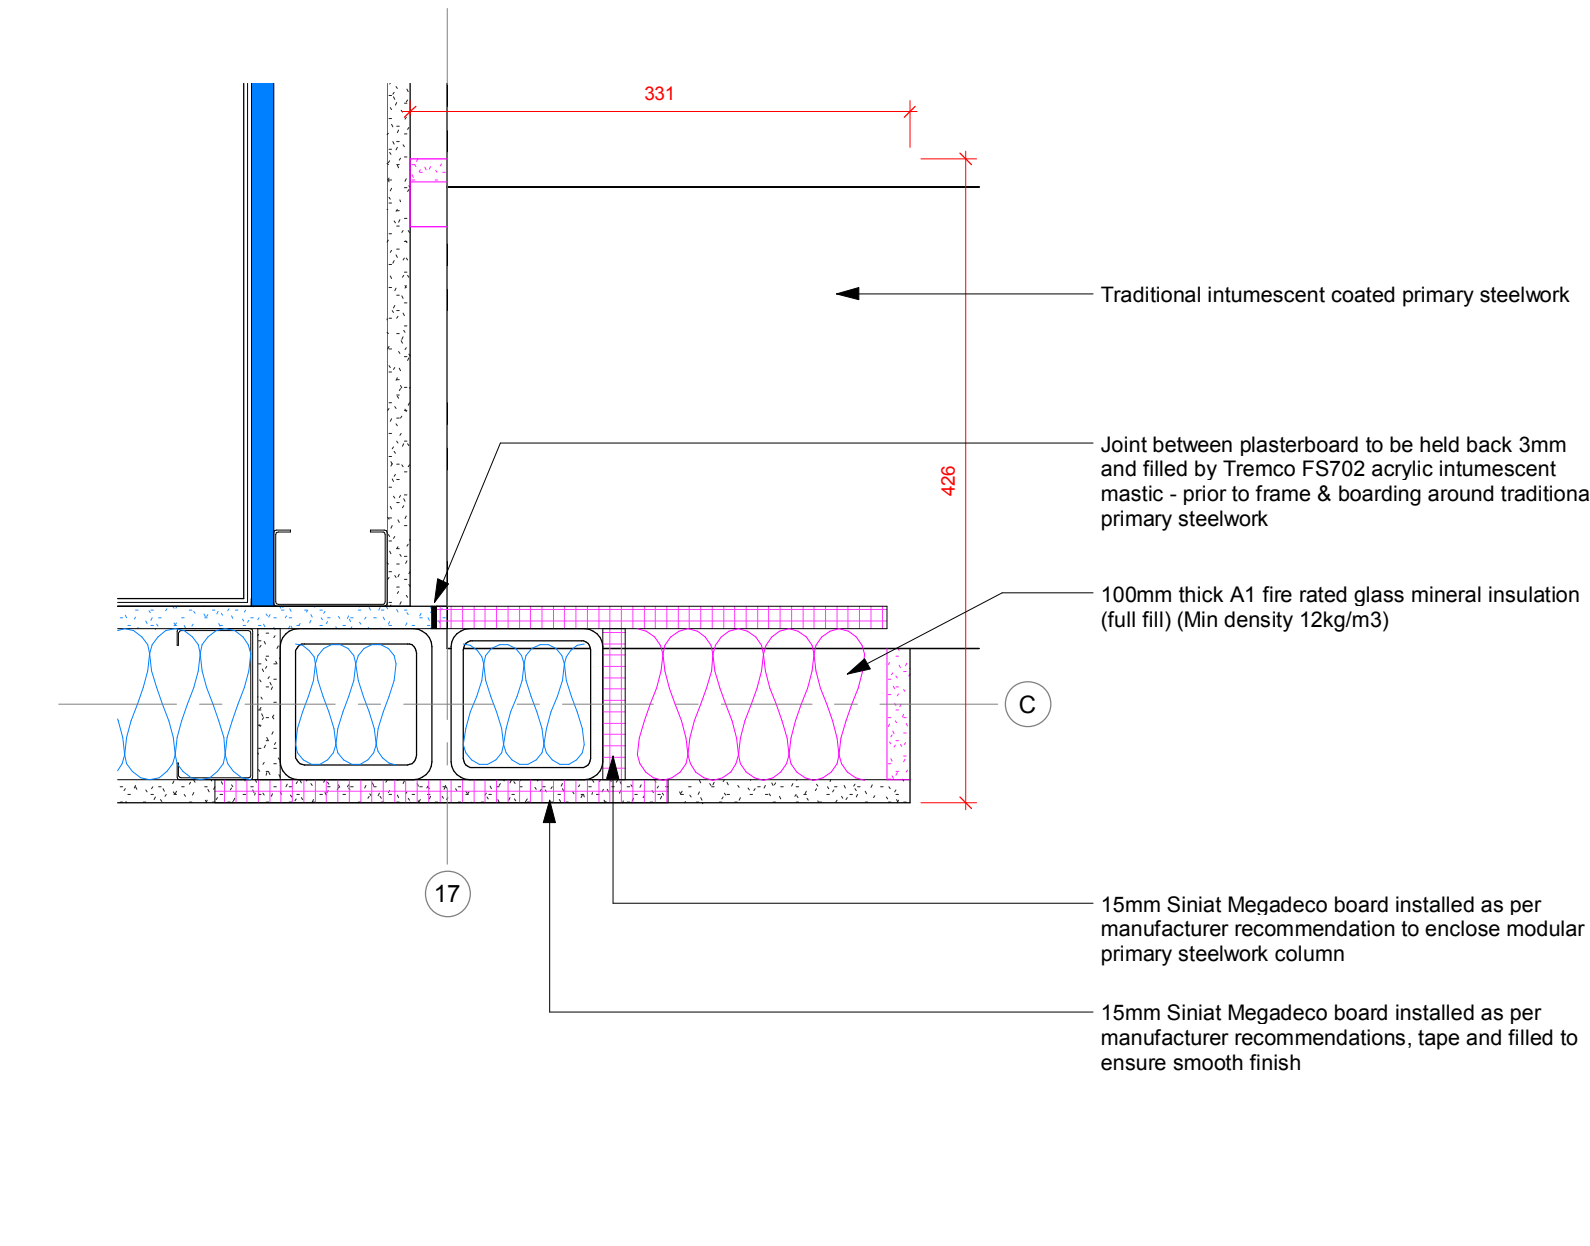 331
Traditional intumescent coated primary steelwork
Joint between plasterboard to be held back 3mm
and filled by Tremco FS702 acrylic intumescent
mastic - prior to frame & boarding around traditiona
primary steelwork
426
100mm thick A1 fire rated glass mineral insulation
(full fill) (Min density 12kg/m3)
C
17
15mm Siniat Megadeco board installed as per
manufacturer recommendation to enclose modular
primary steelwork column
15mm Siniat Megadeco board installed as per
manufacturer recommendations, tape and filled to
ensure smooth finish